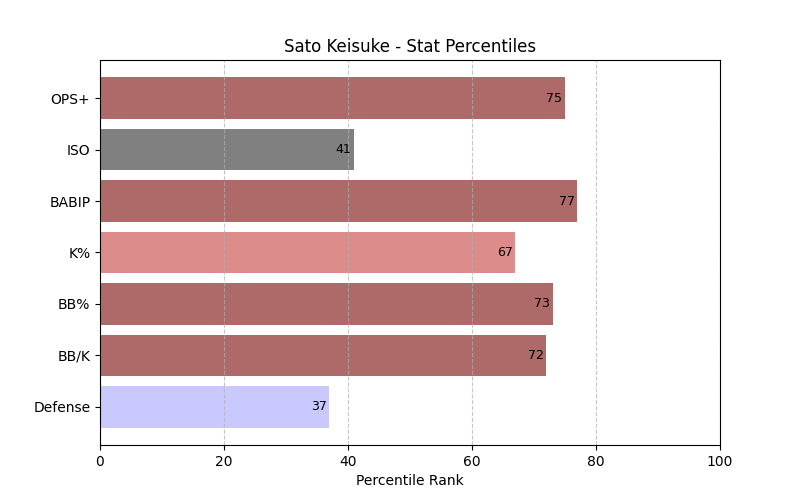 Sato Keisuke - Stat Percentiles
OPS+ 75
ISO 41
BABIP 77
K% 67
BB% 73
BB/K 72
Defense 37
0 20 40 60 80 100
Percentile Rank